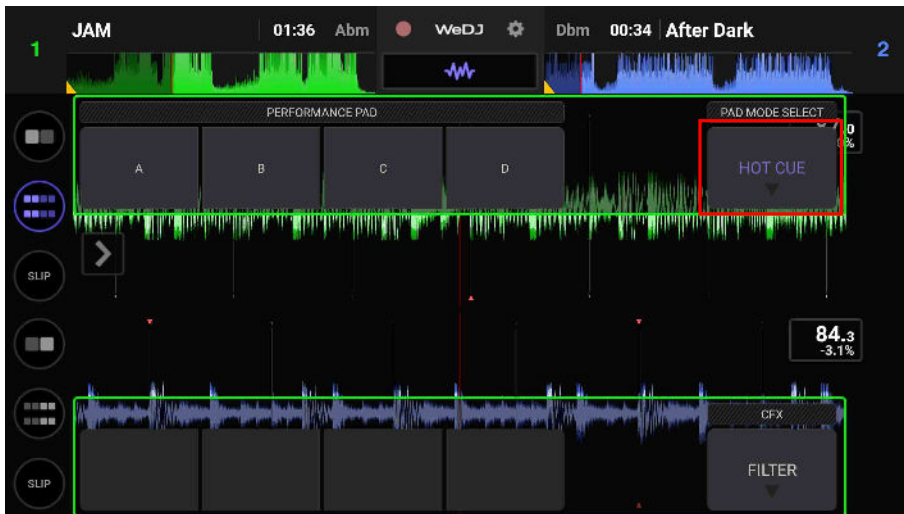 1
JAM
01:36 Abm
WeDJ
Dbm 00:34 After Dark
2
PERFORMANCE PAD
PAD MODE SELECT
A
B
C
D
HOT CUE
SLIP
84.3
-3.1%
CFX
FILTER
SLIP